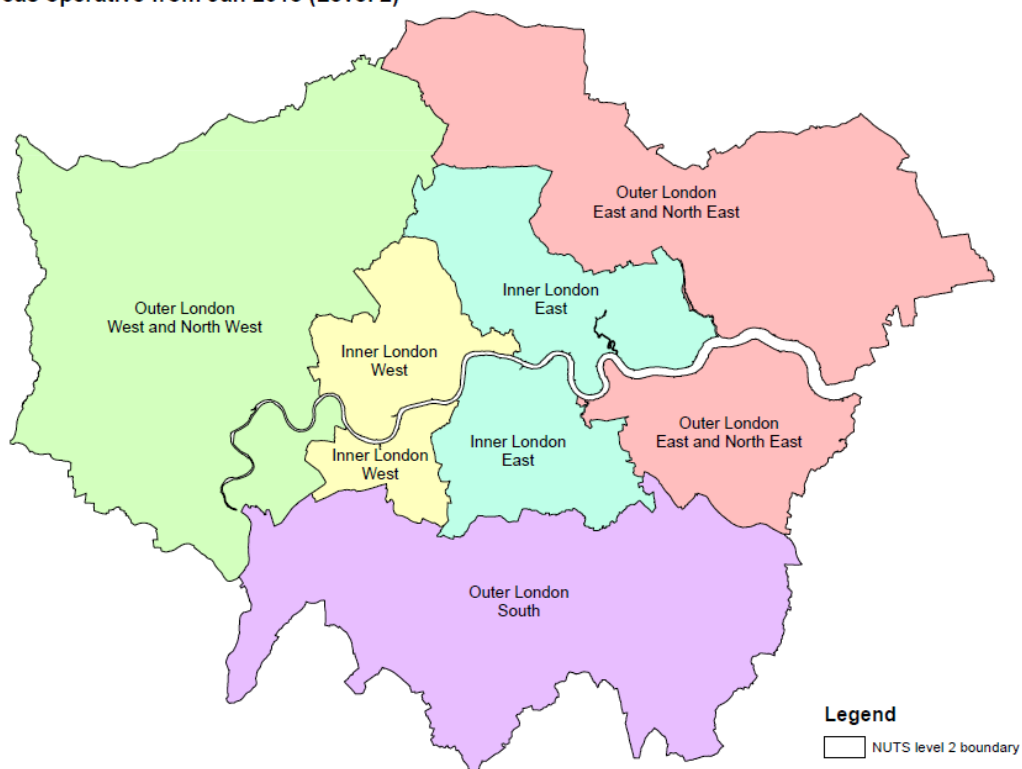 Outer London
East and North East
Inner London
East
Outer London
West and North West
Inner London
West
Outer London
East and North East
Inner London
East
Inner London
West
Outer London
South
Legend
NUTS level 2 boundary